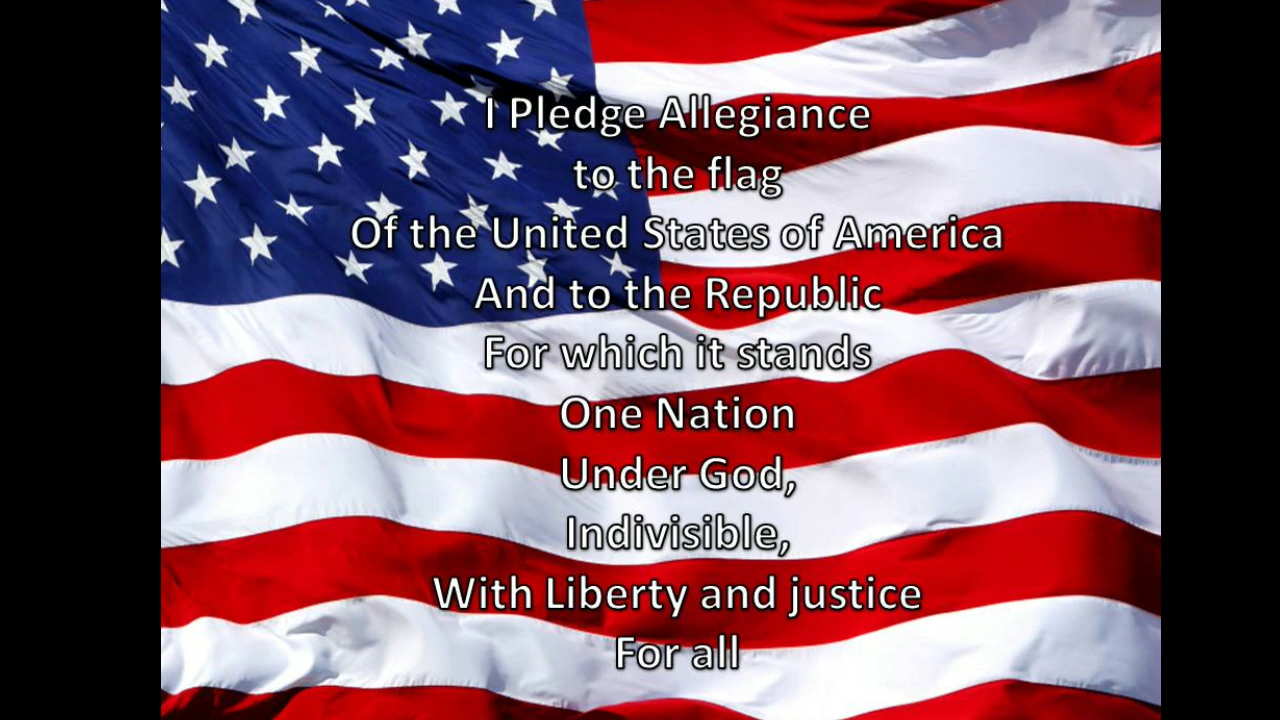 I Pledge Allegiance
to the flag
Of the United States of America
And to the Republic
For which it stands
One Nation
Under God,
Indivisible,
With Liberty and justice
For all